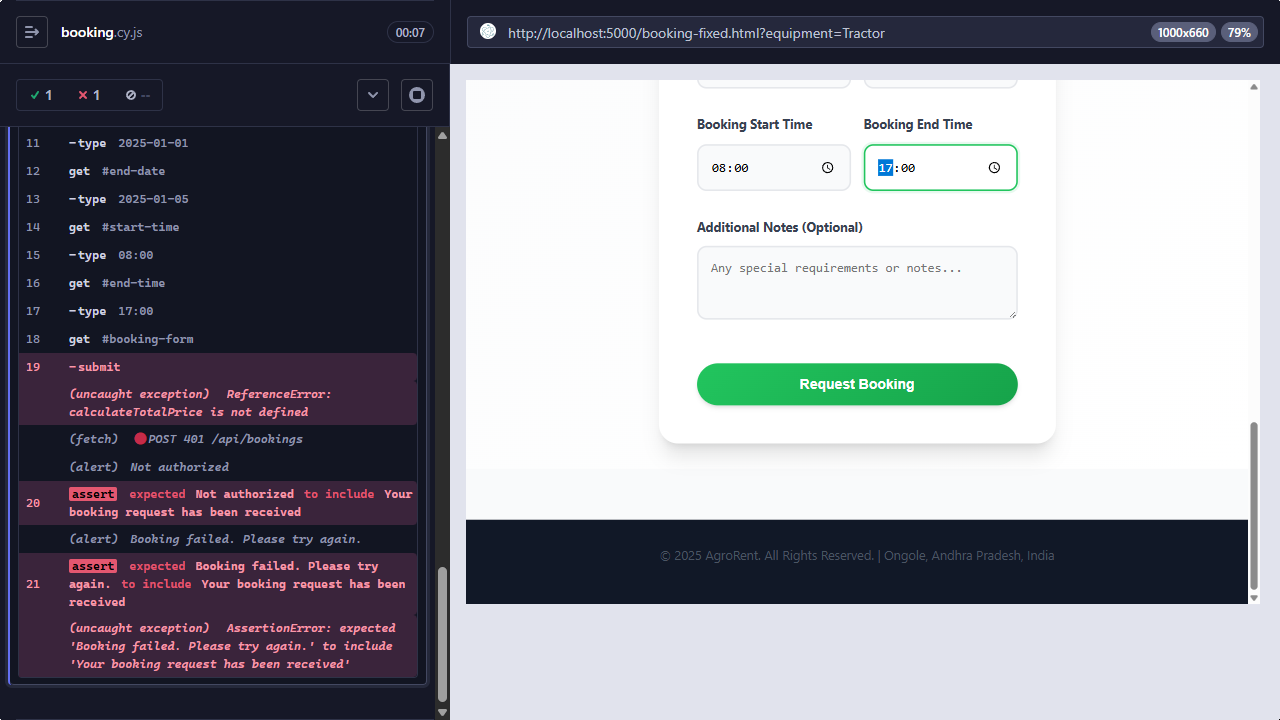 booking.cy.js
00:07
1
1
--
11 -type 2025-01-01
12 get #end-date
13 -type 2025-01-05
14 get #start-time
15 -type 08:00
16 get #end-time
17 -type 17:00
18 get #booking-form
19 -submit
(uncaught exception) ReferenceError:
calculateTotalPrice is not defined
(fetch) POST 401 /api/bookings
(alert) Not authorized
20 assert expected Not authorized to include Your
booking request has been received
(alert) Booking failed. Please try again.
21 assert expected Booking failed. Please try
again. to include Your booking request has been
received
(uncaught exception) AssertionError: expected
'Booking failed. Please try again.' to include
'Your booking request has been received'
http://localhost:5000/booking-fixed.html?equipment=Tractor
1000x660
79%
Booking Start Time
Booking End Time
08:00
17:00
Additional Notes (Optional)
Any special requirements or notes...
Request Booking
© 2025 AgroRent. All Rights Reserved. | Ongole, Andhra Pradesh, India